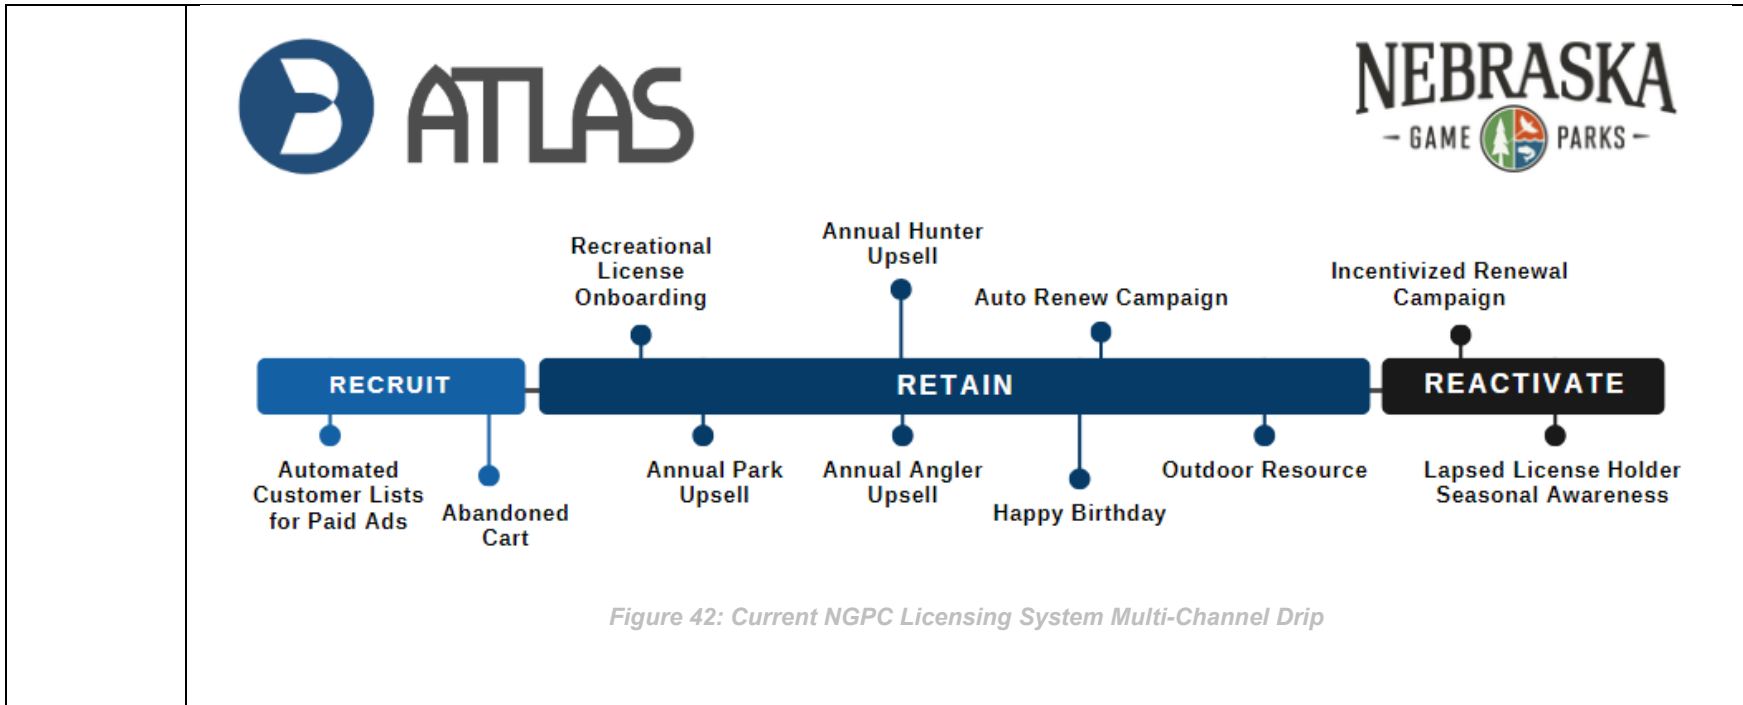 ATLAS
NEBRASKA
GAME PARKS
Recreational
License
Onboarding
Annual Hunter
Upsell
Auto Renew Campaign
Incentivized Renewal
Campaign
RECRUIT
RETAIN
REACTIVATE
Automated
Customer Lists
for Paid Ads
Abandoned
Cart
Annual Park
Upsell
Annual Angler
Upsell
Happy Birthday
Outdoor Resource
Lapsed License Holder
Seasonal Awareness
Figure 42: Current NGPC Licensing System Multi-Channel Drip